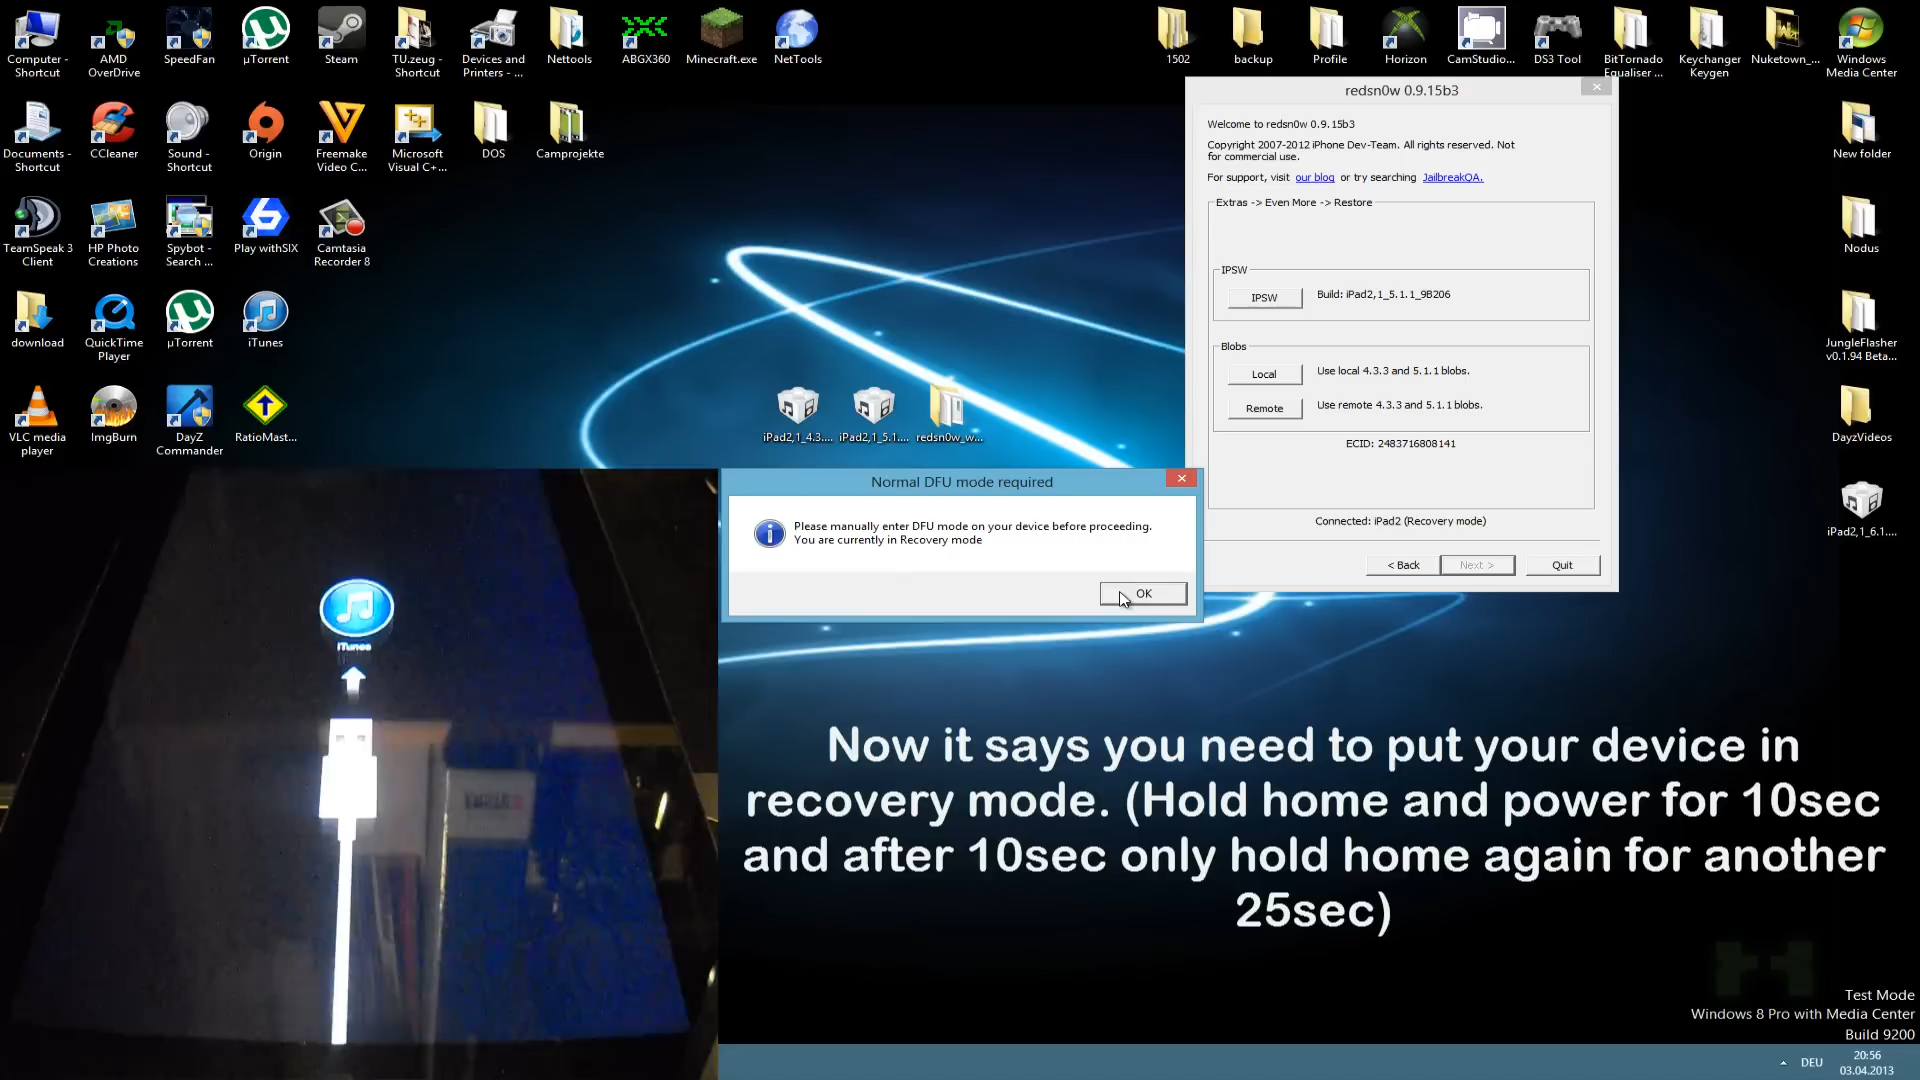 Computer - Shortcut
AMD OverDrive
SpeedFan
µTorrent
Steam
TU.zeug - Shortcut
Devices and Printers - ...
Nettools
ABGX360
Minecraft.exe
NetTools
1502
backup
Profile
Horizon
CamStudio...
DS3 Tool
BitTornado Equaliser ...
Keychanger Keygen
Nuketown_...
Windows Media Center
Documents - Shortcut
CCleaner
Sound - Shortcut
Origin
Freemake Video C...
Microsoft Visual C+...
DOS
Camprojekte
New folder
TeamSpeak 3 Client
HP Photo Creations
Spybot - Search ...
Play withSIX
Camtasia Recorder 8
Nodus
download
QuickTime Player
µTorrent
iTunes
JungleFlasher v0.1.94 Beta...
VLC media player
ImgBurn
DayZ Commander
RatioMast...
iPad2,1_4.3....
iPad2,1_5.1....
redsn0w_w...
DayzVideos
iPad2,1_6.1....
redsn0w 0.9.15b3
Welcome to redsn0w 0.9.15b3
Copyright 2007-2012 iPhone Dev-Team. All rights reserved. Not
for commercial use.
For support, visit our blog or try searching JailbreakQA.
Extras -> Even More -> Restore
IPSW
IPSW
Build: iPad2,1_5.1.1_9B206
Blobs
Local
Use local 4.3.3 and 5.1.1 blobs.
Remote
Use remote 4.3.3 and 5.1.1 blobs.
ECID: 2483716808141
Connected: iPad2 (Recovery mode)
< Back
Next >
Quit
Normal DFU mode required
Please manually enter DFU mode on your device before proceeding.
You are currently in Recovery mode
OK
iTunes
Now it says you need to put your device in
recovery mode. (Hold home and power for 10sec
and after 10sec only hold home again for another
25sec)
Test Mode
Windows 8 Pro with Media Center
Build 9200
DEU
20:56
03.04.2013